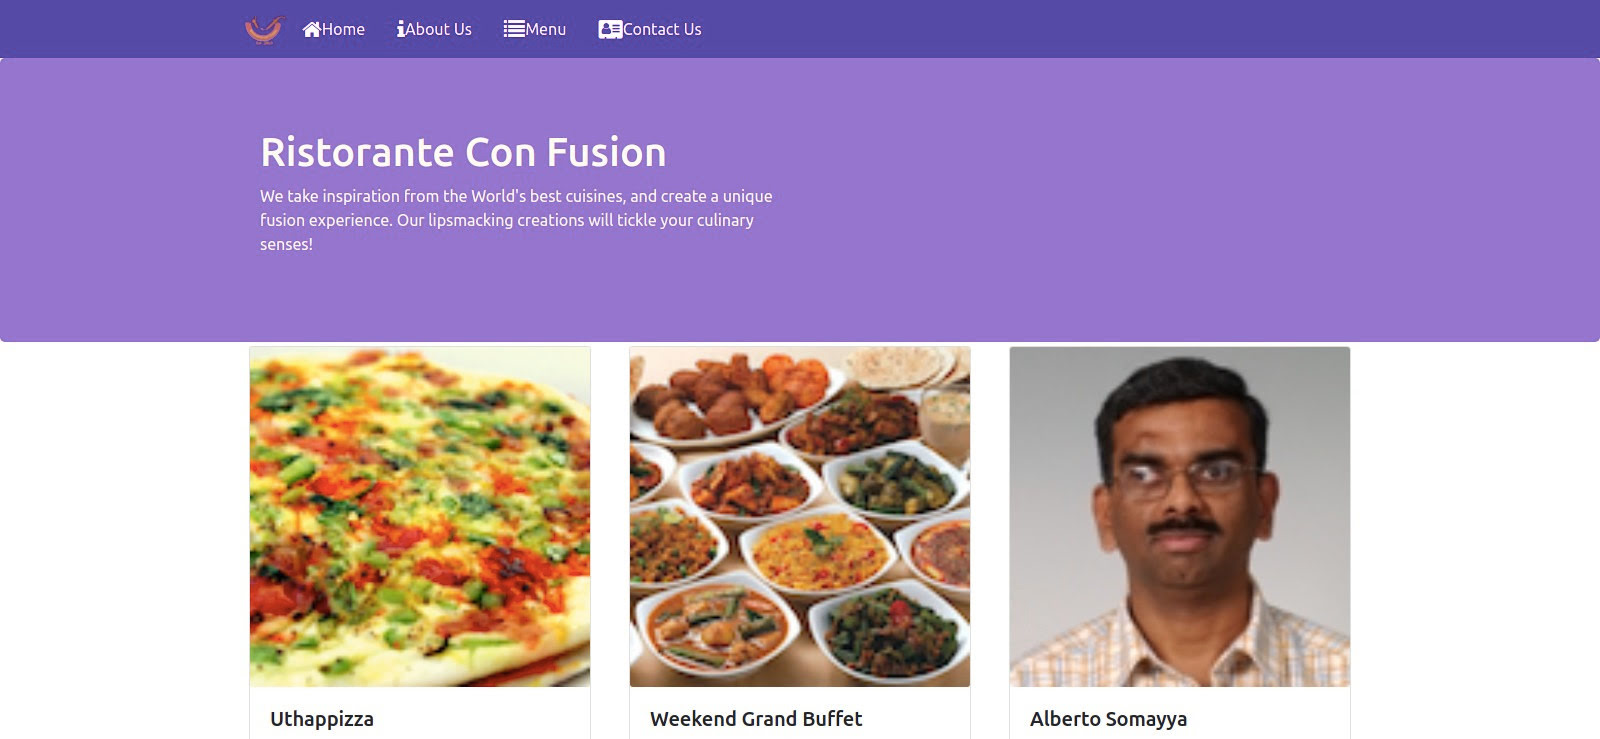 Home About Us Menu Contact Us
Ristorante Con Fusion
We take inspiration from the World's best cuisines, and create a unique
fusion experience. Our lipsmacking creations will tickle your culinary
senses!
Uthappizza
Weekend Grand Buffet
Alberto Somayya